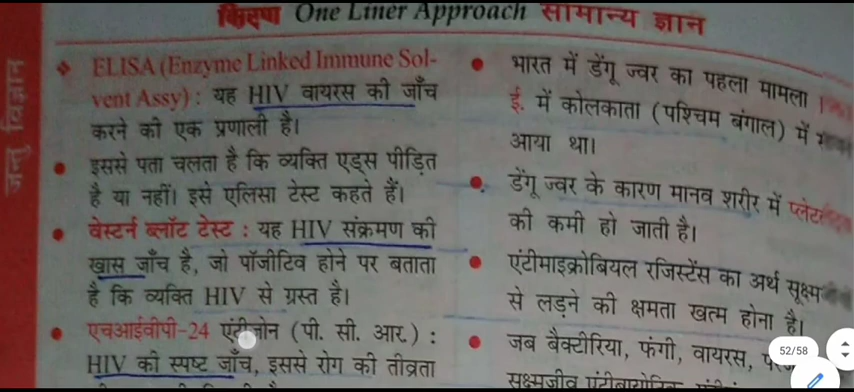 किरण One Liner Approach सामान्य ज्ञान
जन्तु विज्ञान
❖ ELISA (Enzyme Linked Immune Sol-
vent Assy) : यह HIV वायरस की जाँच
करने की एक प्रणाली है।
● इससे पता चलता है कि व्यक्ति एड्स पीड़ित
है या नहीं। इसे एलिसा टेस्ट कहते हैं।
● वेस्टर्न ब्लॉट टेस्ट : यह HIV संक्रमण की
खास जाँच है, जो पॉजीटिव होने पर बताता
है कि व्यक्ति HIV से ग्रस्त है।
● एचआईवीपी-24 एंटीजोन (पी. सी. आर.) :
HIV की स्पष्ट जाँच, इससे रोग की तीव्रता
● भारत में डेंगू ज्वर का पहला मामला
ई. में कोलकाता (पश्चिम बंगाल) में
आया था।
● डेंगू ज्वर के कारण मानव शरीर में
की कमी हो जाती है।
● एंटीमाइक्रोबियल रजिस्टेंस का अर्थ सूक्ष्म
से लड़ने की क्षमता खत्म होना है।
● जब बैक्टीरिया, फंगी, वायरस,
सूक्ष्मजीव
52/58